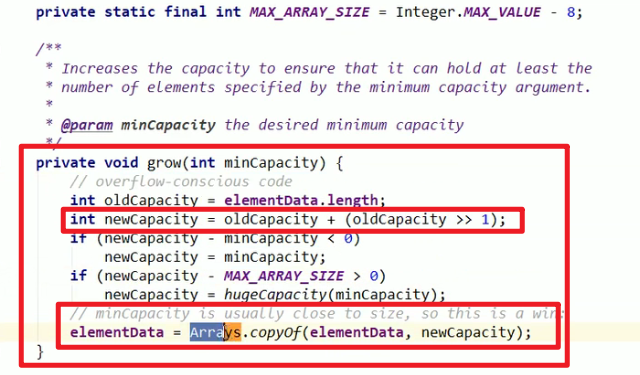 private static final int MAX_ARRAY_SIZE = Integer.MAX_VALUE - 8;
/**
* Increases the capacity to ensure that it can hold at least the
* number of elements specified by the minimum capacity argument.
*
* @param minCapacity the desired minimum capacity
*/
private void grow(int minCapacity) {
// overflow-conscious code
int oldCapacity = elementData.length;
int newCapacity = oldCapacity + (oldCapacity >> 1);
if (newCapacity - minCapacity < 0)
newCapacity = minCapacity;
if (newCapacity - MAX_ARRAY_SIZE > 0)
newCapacity = hugeCapacity(minCapacity);
// minCapacity is usually close to size, so this is a win:
elementData = Arrays.copyOf(elementData, newCapacity);
}